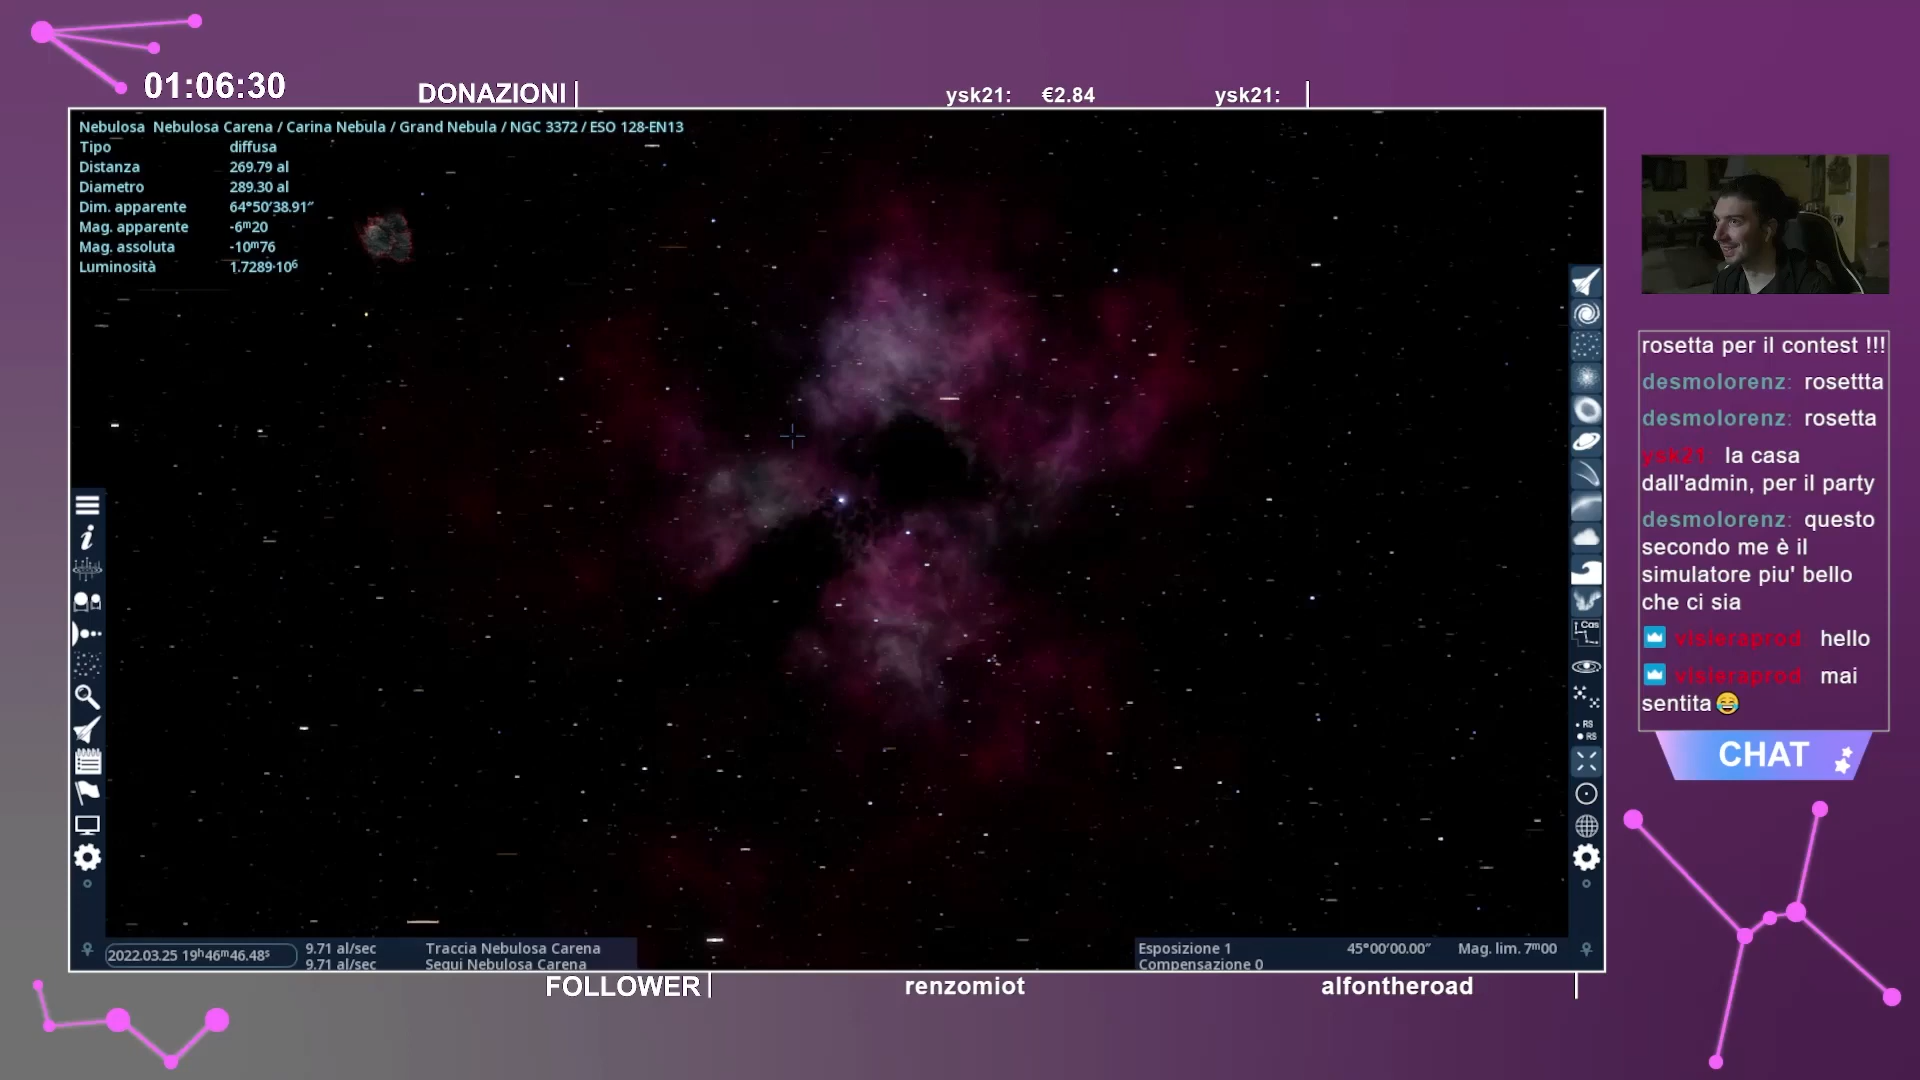 01:06:30
DONAZIONI
ysk21: €2.84
ysk21:
Nebulosa Nebulosa Carena / Carina Nebula / Grand Nebula / NGC 3372 / ESO 128-EN13
Tipo diffusa
Distanza 269.79 al
Diametro 289.30 al
Dim. apparente 64°50′38.91″
Mag. apparente -6ᵐ20
Mag. assoluta -10ᵐ76
Luminosità 1.7289·10⁶
rosetta per il contest !!!
desmolorenz: rosettta
desmolorenz: rosetta
ysk21: la casa
dall'admin, per il party
desmolorenz: questo
secondo me è il
simulatore piu' bello
che ci sia
visieraprod: hello
visieraprod: mai
sentita😂
CHAT
Cas
RS
RS
2022.03.25 19ʰ46ᵐ46.48ˢ
9.71 al/sec
9.71 al/sec
Traccia Nebulosa Carena
Segui Nebulosa Carena
Esposizione 1
Compensazione 0
45°00′00.00″
Mag. lim. 7ᵐ00
FOLLOWER
renzomiot
alfontheroad